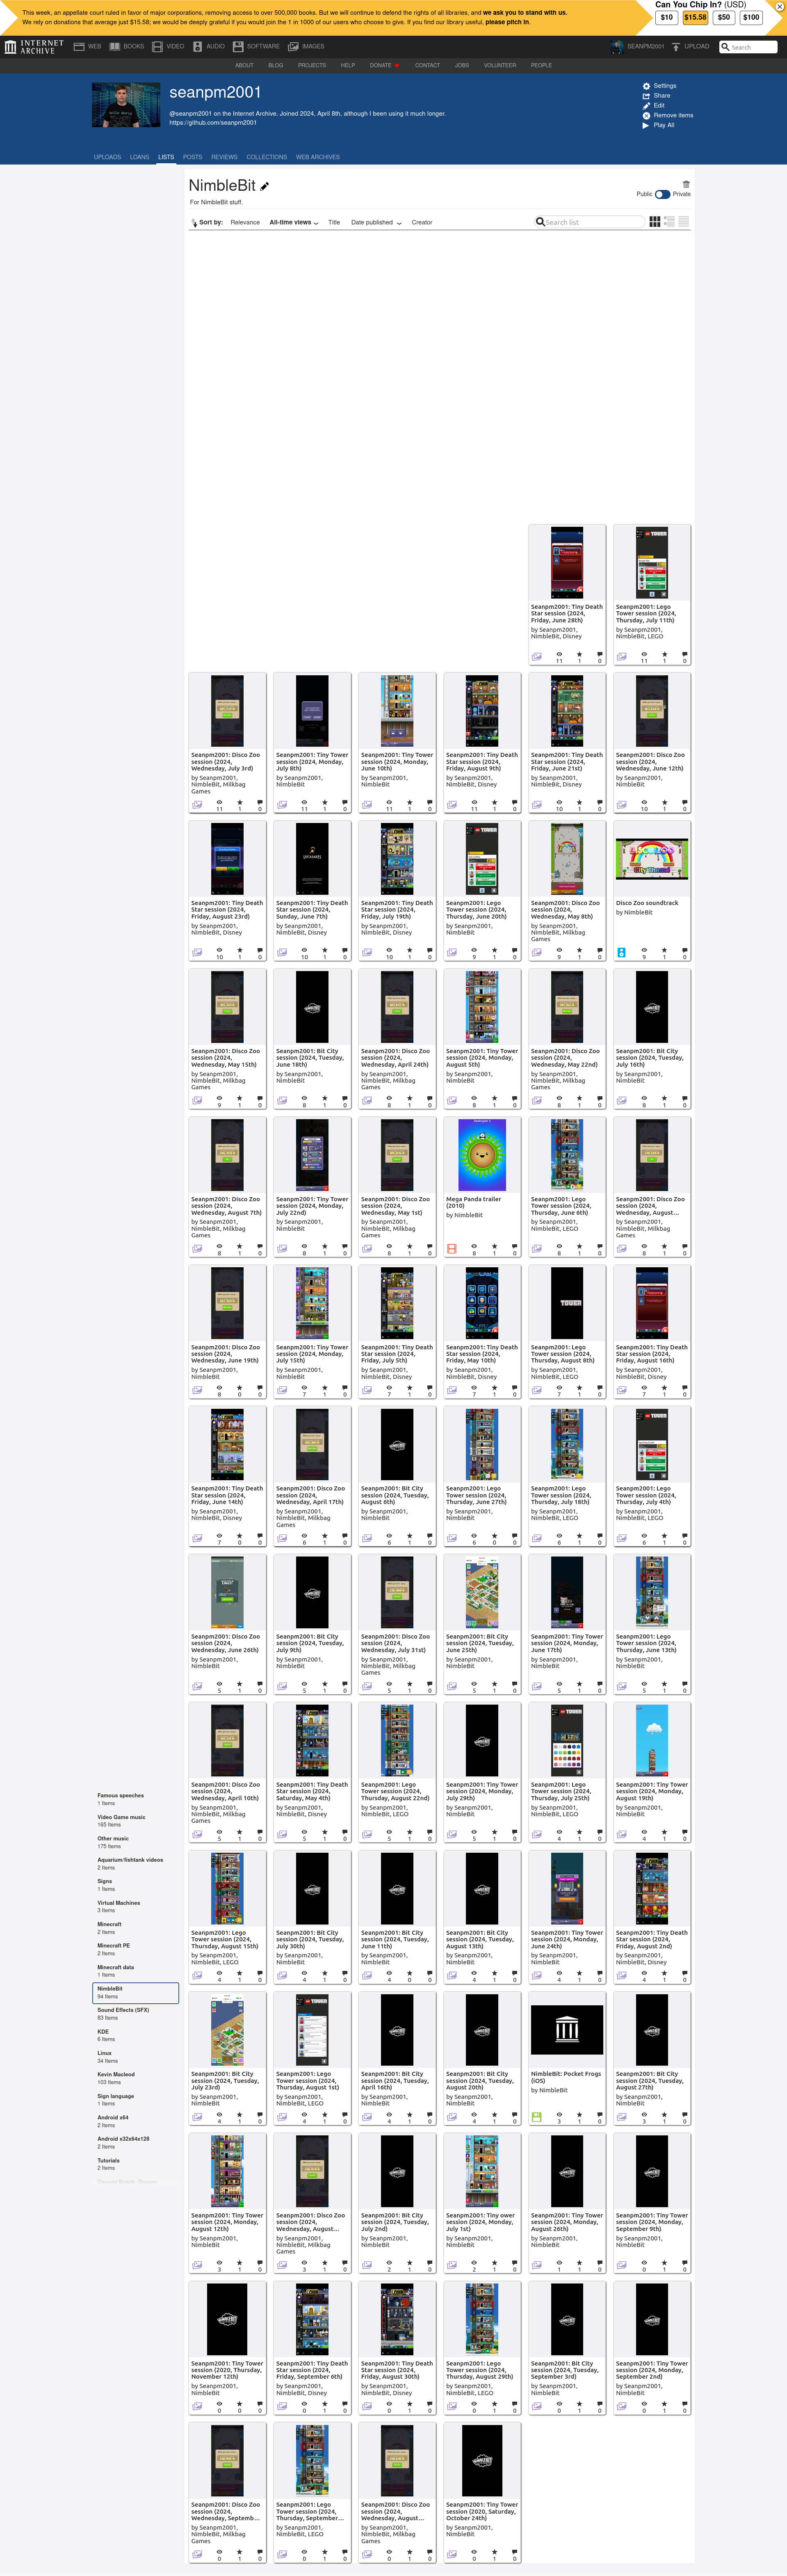 This week, an appellate court ruled in favor of major corporations, removing access to over 500,000 books. But we will continue to defend the rights of all libraries, and we ask you to stand with us.
We rely on donations that average just $15.58; we would be deeply grateful if you would join the 1 in 1000 of our users who choose to give. If you find our library useful, please pitch in.
Can You Chip In? (USD)
$10 $15.58 $50 $100
INTERNET ARCHIVE
WEB BOOKS VIDEO AUDIO SOFTWARE IMAGES SEANPM2001 UPLOAD Search
ABOUT BLOG PROJECTS HELP DONATE CONTACT JOBS VOLUNTEER PEOPLE
seanpm2001
@seanpm2001 on the Internet Archive. Joined 2024, April 8th, although I been using it much longer.
https://github.com/seanpm2001
Settings
Share
Edit
Remove items
Play All
UPLOADS LOANS LISTS POSTS REVIEWS COLLECTIONS WEB ARCHIVES
NimbleBit
For NimbleBit stuff.
Public Private
Sort by: Relevance All-time views Title Date published Creator
Search list
Seanpm2001: Tiny Death Star session (2024, Friday, June 28th)
by Seanpm2001, NimbleBit, Disney
11 1 0
Seanpm2001: Lego Tower session (2024, Thursday, July 11th)
by Seanpm2001, NimbleBit, LEGO
11 1 0
Seanpm2001: Disco Zoo session (2024, Wednesday, July 3rd)
by Seanpm2001, NimbleBit, Milkbag Games
11 1 0
Seanpm2001: Tiny Tower session (2024, Monday, July 8th)
by Seanpm2001, NimbleBit
11 1 0
Seanpm2001: Tiny Tower session (2024, Monday, June 10th)
by Seanpm2001, NimbleBit
11 1 0
Seanpm2001: Tiny Death Star session (2024, Friday, August 9th)
by Seanpm2001, NimbleBit, Disney
11 1 0
Seanpm2001: Tiny Death Star session (2024, Friday, June 21st)
by Seanpm2001, NimbleBit, Disney
10 1 0
Seanpm2001: Disco Zoo session (2024, Wednesday, June 12th)
by Seanpm2001, NimbleBit
10 1 0
Seanpm2001: Tiny Death Star session (2024, Friday, August 23rd)
by Seanpm2001, NimbleBit, Disney
10 1 0
Seanpm2001: Tiny Death Star session (2024, Sunday, June 7th)
by Seanpm2001, NimbleBit, Disney
10 1 0
Seanpm2001: Tiny Death Star session (2024, Friday, July 19th)
by Seanpm2001, NimbleBit, Disney
10 1 0
Seanpm2001: Lego Tower session (2024, Thursday, June 20th)
by Seanpm2001, NimbleBit
9 1 0
Seanpm2001: Disco Zoo session (2024, Wednesday, May 8th)
by Seanpm2001, NimbleBit, Milkbag Games
9 1 0
Disco Zoo soundtrack
by NimbleBit
9 1 0
Seanpm2001: Disco Zoo session (2024, Wednesday, May 15th)
by Seanpm2001, NimbleBit, Milkbag Games
9 1 0
Seanpm2001: Bit City session (2024, Tuesday, June 18th)
by Seanpm2001, NimbleBit
8 1 0
Seanpm2001: Disco Zoo session (2024, Wednesday, April 24th)
by Seanpm2001, NimbleBit, Milkbag Games
8 1 0
Seanpm2001: Tiny Tower session (2024, Monday, August 5th)
by Seanpm2001, NimbleBit
8 1 0
Seanpm2001: Disco Zoo session (2024, Wednesday, May 22nd)
by Seanpm2001, NimbleBit, Milkbag Games
8 1 0
Seanpm2001: Bit City session (2024, Tuesday, July 16th)
by Seanpm2001, NimbleBit
8 1 0
Seanpm2001: Disco Zoo session (2024, Wednesday, August 7th)
by Seanpm2001, NimbleBit, Milkbag Games
8 1 0
Seanpm2001: Tiny Tower session (2024, Monday, July 22nd)
by Seanpm2001, NimbleBit
8 1 0
Seanpm2001: Disco Zoo session (2024, Wednesday, May 1st)
by Seanpm2001, NimbleBit, Milkbag Games
8 1 0
Mega Panda trailer (2010)
by NimbleBit
8 1 0
Seanpm2001: Lego Tower session (2024, Thursday, June 6th)
by Seanpm2001, NimbleBit, LEGO
8 1 0
Seanpm2001: Disco Zoo session (2024, Wednesday, August...
by Seanpm2001, NimbleBit, Milkbag Games
8 1 0
Seanpm2001: Disco Zoo session (2024, Wednesday, June 19th)
by Seanpm2001, NimbleBit
8 0 0
Seanpm2001: Tiny Tower session (2024, Monday, July 15th)
by Seanpm2001, NimbleBit
7 1 0
Seanpm2001: Tiny Death Star session (2024, Friday, July 5th)
by Seanpm2001, NimbleBit, Disney
7 1 0
Seanpm2001: Tiny Death Star session (2024, Friday, May 10th)
by Seanpm2001, NimbleBit, Disney
7 1 0
Seanpm2001: Lego Tower session (2024, Thursday, August 8th)
by Seanpm2001, NimbleBit, LEGO
7 1 0
Seanpm2001: Tiny Death Star session (2024, Friday, August 16th)
by Seanpm2001, NimbleBit, Disney
7 1 0
Seanpm2001: Tiny Death Star session (2024, Friday, June 14th)
by Seanpm2001, NimbleBit, Disney
7 1 0
Seanpm2001: Disco Zoo session (2024, Wednesday, April 17th)
by Seanpm2001, NimbleBit, Milkbag Games
6 1 0
Seanpm2001: Bit City session (2024, Tuesday, August 6th)
by Seanpm2001, NimbleBit
6 1 0
Seanpm2001: Lego Tower session (2024, Thursday, June 27th)
by Seanpm2001, NimbleBit
6 0 0
Seanpm2001: Lego Tower session (2024, Thursday, July 18th)
by Seanpm2001, NimbleBit, LEGO
6 1 0
Seanpm2001: Lego Tower session (2024, Thursday, July 4th)
by Seanpm2001, NimbleBit, LEGO
6 1 0
Seanpm2001: Disco Zoo session (2024, Wednesday, June 26th)
by Seanpm2001, NimbleBit
5 1 0
Seanpm2001: Bit City session (2024, Tuesday, July 9th)
by Seanpm2001, NimbleBit
5 1 0
Seanpm2001: Disco Zoo session (2024, Wednesday, July 31st)
by Seanpm2001, NimbleBit, Milkbag Games
5 1 0
Seanpm2001: Bit City session (2024, Tuesday, June 25th)
by Seanpm2001, NimbleBit
5 1 0
Seanpm2001: Tiny Tower session (2024, Monday, June 17th)
by Seanpm2001, NimbleBit
5 1 0
Seanpm2001: Lego Tower session (2024, Thursday, June 13th)
by Seanpm2001, NimbleBit
5 1 0
Seanpm2001: Disco Zoo session (2024, Wednesday, April 10th)
by Seanpm2001, NimbleBit, Milkbag Games
5 1 0
Seanpm2001: Tiny Death Star session (2024, Saturday, May 4th)
by Seanpm2001, NimbleBit, Disney
5 1 0
Seanpm2001: Lego Tower session (2024, Thursday, August 22nd)
by Seanpm2001, NimbleBit, LEGO
5 1 0
Seanpm2001: Tiny Tower session (2024, Monday, July 29th)
by Seanpm2001, NimbleBit
5 1 0
Seanpm2001: Lego Tower session (2024, Thursday, July 25th)
by Seanpm2001, NimbleBit, LEGO
4 1 0
Seanpm2001: Tiny Tower session (2024, Monday, August 19th)
by Seanpm2001, NimbleBit
4 1 0
Seanpm2001: Lego Tower session (2024, Thursday, August 15th)
by Seanpm2001, NimbleBit, LEGO
4 1 0
Seanpm2001: Bit City session (2024, Tuesday, July 30th)
by Seanpm2001, NimbleBit
4 1 0
Seanpm2001: Bit City session (2024, Tuesday, June 11th)
by Seanpm2001, NimbleBit
4 0 0
Seanpm2001: Bit City session (2024, Tuesday, August 13th)
by Seanpm2001, NimbleBit
4 1 0
Seanpm2001: Tiny Tower session (2024, Monday, June 24th)
by Seanpm2001, NimbleBit
4 1 0
Seanpm2001: Tiny Death Star session (2024, Friday, August 2nd)
by Seanpm2001, NimbleBit, Disney
4 1 0
Seanpm2001: Bit City session (2024, Tuesday, July 23rd)
by Seanpm2001, NimbleBit
4 1 0
Seanpm2001: Lego Tower session (2024, Thursday, August 1st)
by Seanpm2001, NimbleBit, LEGO
4 1 0
Seanpm2001: Bit City session (2024, Tuesday, April 16th)
by Seanpm2001, NimbleBit
4 1 0
Seanpm2001: Bit City session (2024, Tuesday, August 20th)
by Seanpm2001, NimbleBit
4 1 0
NimbleBit: Pocket Frogs (iOS)
by NimbleBit
3 1 0
Seanpm2001: Bit City session (2024, Tuesday, August 27th)
by Seanpm2001, NimbleBit
3 1 0
Seanpm2001: Tiny Tower session (2024, Monday, August 12th)
by Seanpm2001, NimbleBit
3 1 0
Seanpm2001: Disco Zoo session (2024, Wednesday, August...
by Seanpm2001, NimbleBit, Milkbag Games
3 1 0
Seanpm2001: Bit City session (2024, Tuesday, July 2nd)
by Seanpm2001, NimbleBit
2 1 0
Seanpm2001: Tiny ower session (2024, Monday, July 1st)
by Seanpm2001, NimbleBit
2 1 0
Seanpm2001: Tiny Tower session (2024, Monday, August 26th)
by Seanpm2001, NimbleBit
1 1 0
Seanpm2001: Tiny Tower session (2024, Monday, September 9th)
by Seanpm2001, NimbleBit
0 1 0
Seanpm2001: Tiny Tower session (2020, Thursday, November 12th)
by Seanpm2001, NimbleBit
0 0 0
Seanpm2001: Tiny Death Star session (2024, Friday, September 6th)
by Seanpm2001, NimbleBit, Disney
0 1 0
Seanpm2001: Tiny Death Star session (2024, Friday, August 30th)
by Seanpm2001, NimbleBit, Disney
0 1 0
Seanpm2001: Lego Tower session (2024, Thursday, August 29th)
by Seanpm2001, NimbleBit, LEGO
0 1 0
Seanpm2001: Bit City session (2024, Tuesday, September 3rd)
by Seanpm2001, NimbleBit
0 1 0
Seanpm2001: Tiny Tower session (2024, Monday, September 2nd)
by Seanpm2001, NimbleBit
0 1 0
Seanpm2001: Disco Zoo session (2024, Wednesday, Septemb...
by Seanpm2001, NimbleBit, Milkbag Games
0 1 0
Seanpm2001: Lego Tower session (2024, Thursday, September...
by Seanpm2001, NimbleBit, LEGO
0 1 0
Seanpm2001: Disco Zoo session (2024, Wednesday, August...
by Seanpm2001, NimbleBit, Milkbag Games
0 1 0
Seanpm2001: Tiny Tower session (2020, Saturday, October 24th)
by Seanpm2001, NimbleBit
0 1 0
Famous speeches
1 Items
Video Game music
165 Items
Other music
175 Items
Aquarium/fishtank videos
2 Items
Signs
1 Items
Virtual Machines
3 Items
Minecraft
2 Items
Minecraft PE
2 Items
Minecraft data
1 Items
NimbleBit
94 Items
Sound Effects (SFX)
83 Items
KDE
6 Items
Linux
34 Items
Kevin Macleod
103 Items
Sign language
1 Items
Android x64
2 Items
Android x32x64x128
2 Items
Tutorials
2 Items